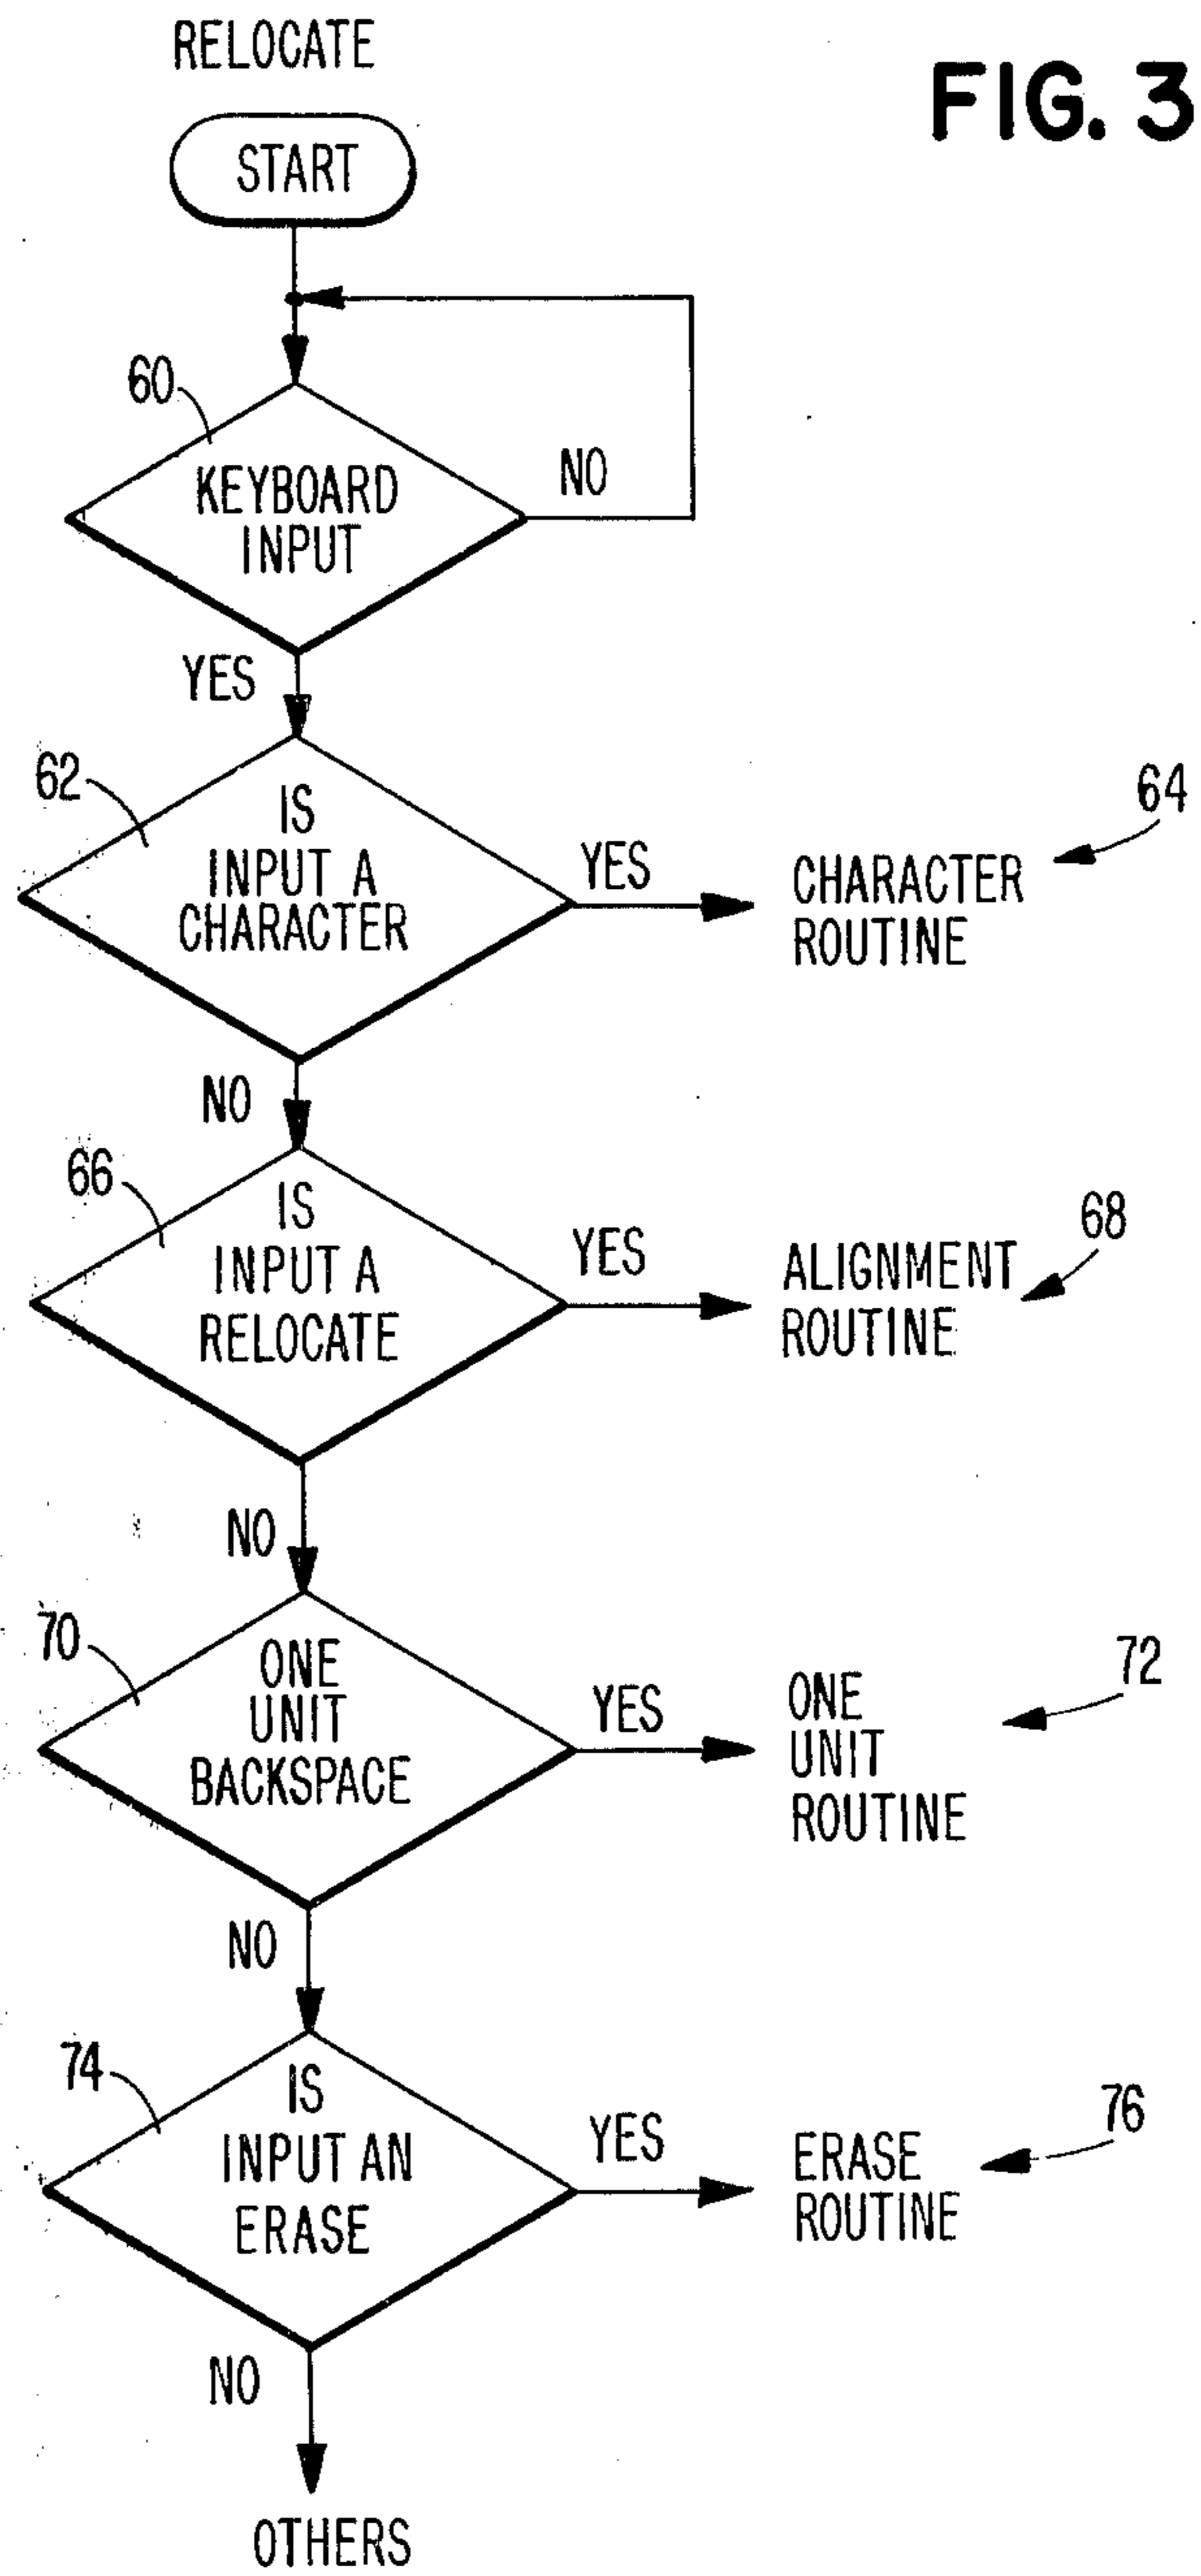 RELOCATE
FIG. 3
START
60
KEYBOARD
INPUT
NO
YES
62
IS
INPUT A
CHARACTER
YES
CHARACTER
ROUTINE
64
NO
66
IS
INPUT A
RELOCATE
YES
ALIGNMENT
ROUTINE
68
NO
70
ONE
UNIT
BACKSPACE
YES
ONE
UNIT
ROUTINE
72
NO
74
IS
INPUT AN
ERASE
YES
ERASE
ROUTINE
76
NO
OTHERS